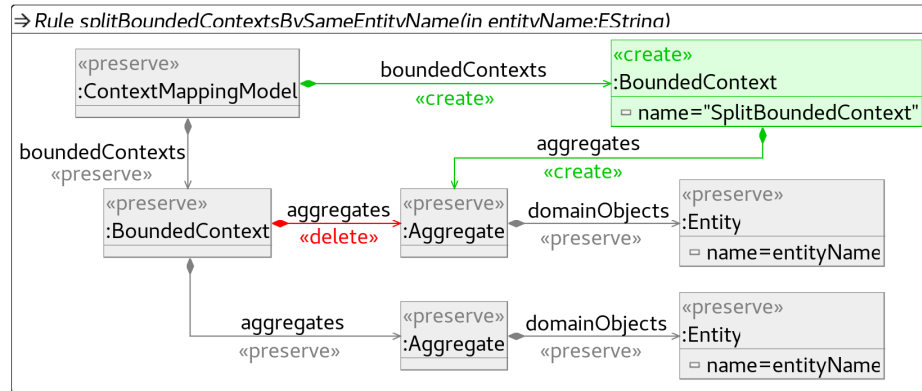 ⇒ Rule splitBoundedContextsBySameEntityName(in entityName:EString)
«preserve»
:ContextMappingModel
boundedContexts
«create»
«create»
:BoundedContext
name="SplitBoundedContext"
boundedContexts
«preserve»
aggregates
«create»
«preserve»
:BoundedContext
aggregates
«delete»
«preserve»
:Aggregate
domainObjects
«preserve»
«preserve»
:Entity
name=entityName
aggregates
«preserve»
«preserve»
:Aggregate
domainObjects
«preserve»
«preserve»
:Entity
name=entityName